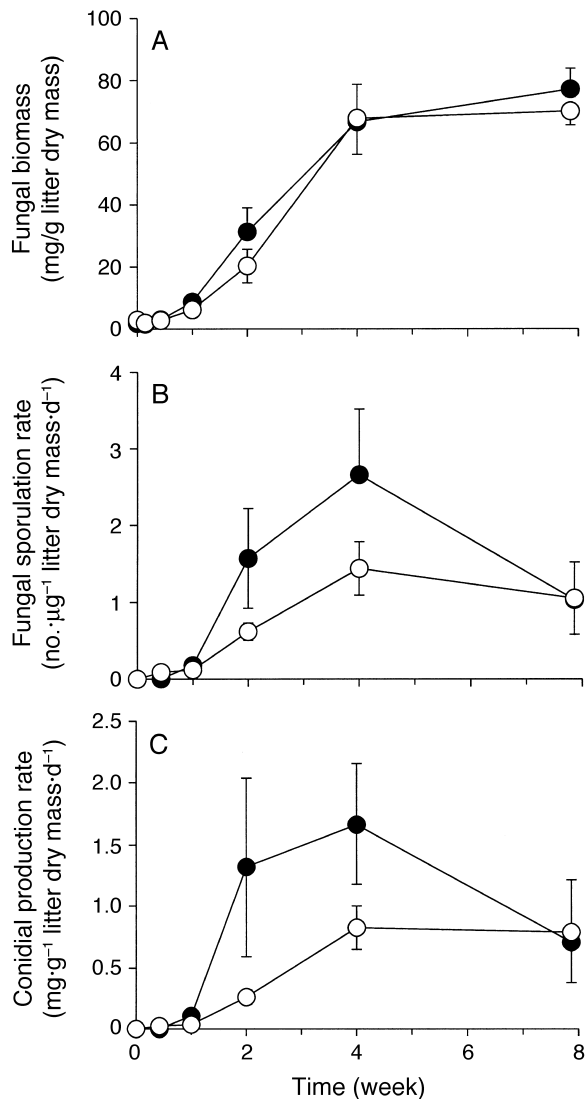 A
Fungal biomass
(mg/g litter dry mass)
100
80
60
40
20
0
B
Fungal sporulation rate
(no.·µg⁻¹ litter dry mass·d⁻¹)
4
3
2
1
0
C
Conidial production rate
(mg·g⁻¹ litter dry mass·d⁻¹)
2.5
2.0
1.5
1.0
0.5
0
0 2 4 6 8
Time (week)